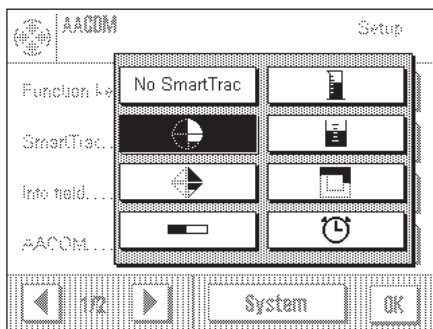 AACOM Setup
Function ke
No SmartTrac
SmartTrac...
Info field....
AACOM....
1/2 System OK